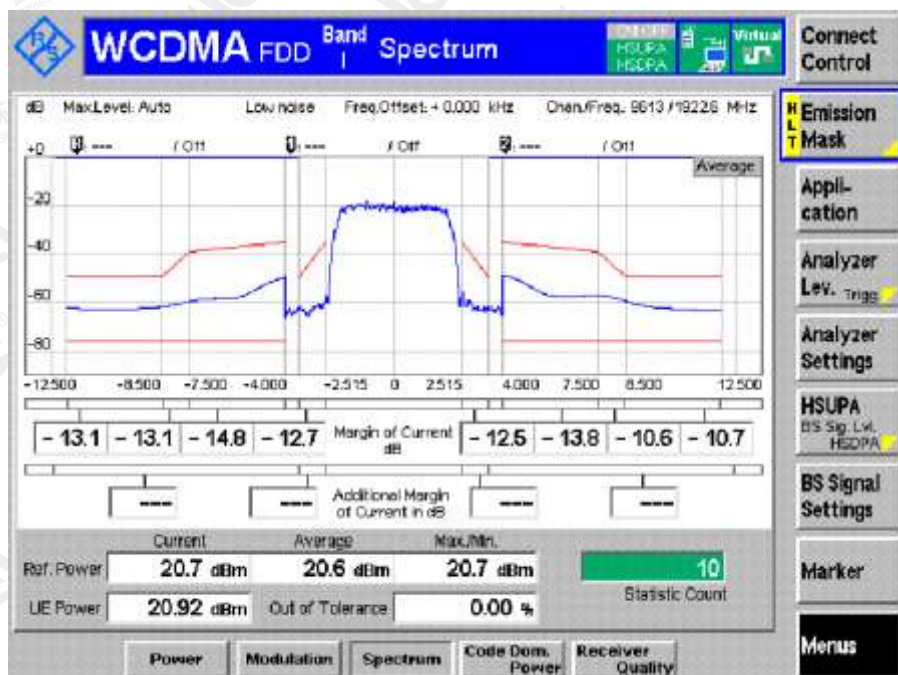 WCDMA FDD Band I Spectrum
ON/OFF
HSUPA
HSDPA
Virtual
Connect
Control
dB Max.Level: Auto Low noise Freq.Offset: + 0.000 kHz Chan./Freq.: 9613 / 1922.6 MHz
H
L
T
Emission
Mask
R : --- / Off 1 : --- / Off 2 : --- / Off
+0
Average
-20
-40
-60
-80
-12.500 -8.500 -7.500 -4.000 -2.515 0 2.515 4.000 7.500 8.500 12.500
Appli-
cation
Analyzer
Lev. Trigg.
Analyzer
Settings
HSUPA
BS Sig. Lvl.
HSDPA
BS Signal
Settings
Marker
Menus
- 13.1 - 13.1 - 14.8 - 12.7 Margin of Current dB - 12.5 - 13.8 - 10.6 - 10.7
--- --- Additional Margin of Current in dB --- ---
Current Average Max./Min.
Ref. Power 20.7 dBm 20.6 dBm 20.7 dBm 10
Statistic Count
UE Power 20.92 dBm Out of Tolerance 0.00 %
Power Modulation Spectrum Code Dom. Power Receiver Quality